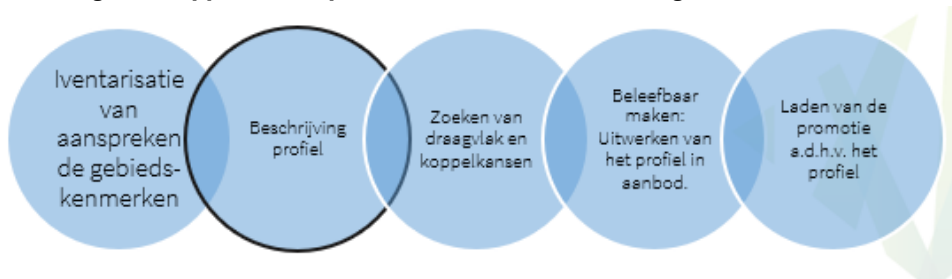 Iventarisatie
van
aanspreken
de gebieds-
kenmerken
Beschrijving
profiel
Zoeken van
draagvlak en
koppelkansen
Beleefbaar
maken:
Uitwerken van
het profiel in
aanbod.
Laden van de
promotie
a.d.h.v. het
profiel